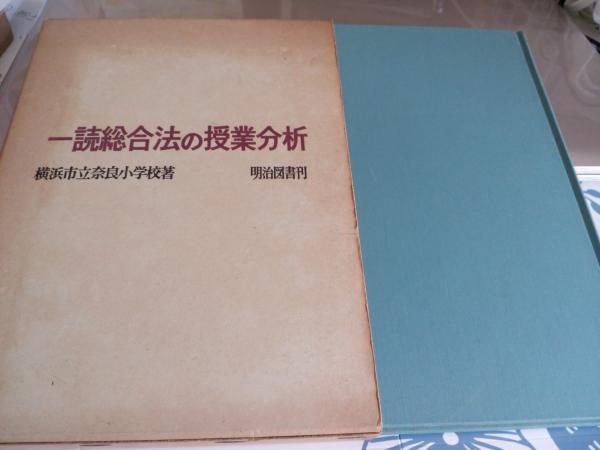 一読総合法の授業分析
横浜市立奈良小学校著 明治図書刊